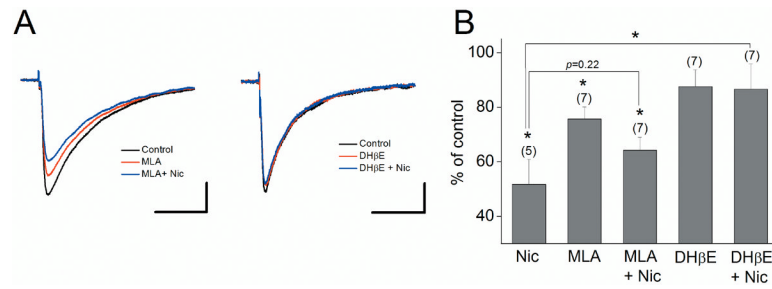 A
Control
MLA
MLA+ Nic
Control
DHβE
DHβE + Nic
B
% of control
100
80
60
40
*
p=0.22
*
(5)
*
(7)
*
(7)
(7)
(7)
Nic
MLA
MLA
+ Nic
DHβE
DHβE
+ Nic